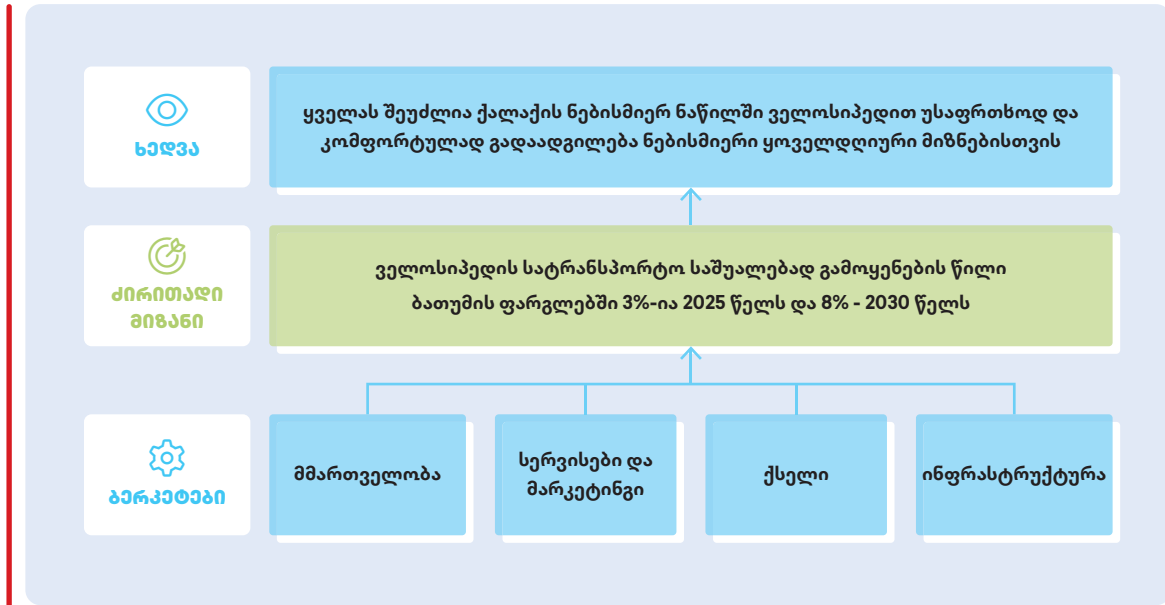 ხედვა
ყველას შეუძლია ქალაქის ნებისმიერ ნაწილში ველოსიპედით უსაფრთხოდ და
კომფორტულად გადაადგილება ნებისმიერი ყოველდღიური მიზნებისთვის
ძირითადი
მიზანი
ველოსიპედის სატრანსპორტო საშუალებად გამოყენების წილი
ბათუმის ფარგლებში 3%-ია 2025 წელს და 8% - 2030 წელს
ბერკეტები
მმართველობა
სერვისები და
მარკეტინგი
ქსელი
ინფრასტრუქტურა